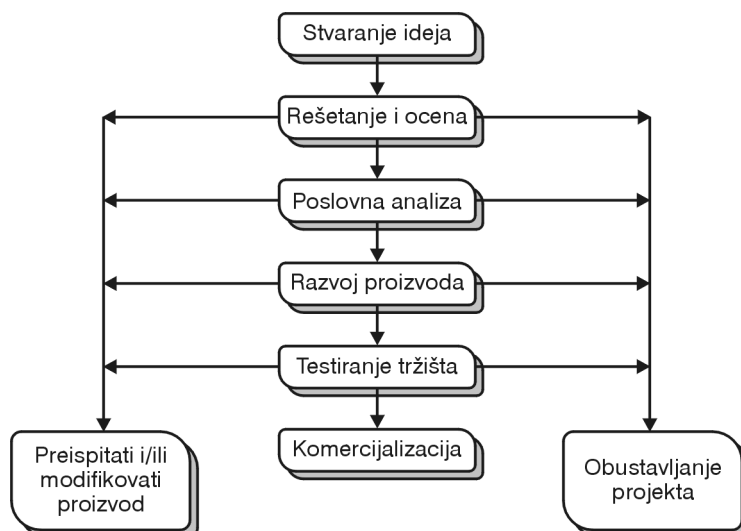 Stvaranje ideja
Rešetanje i ocena
Poslovna analiza
Razvoj proizvoda
Testiranje tržišta
Komercijalizacija
Preispitati i/ili
modifikovati
proizvod
Obustavljanje
projekta